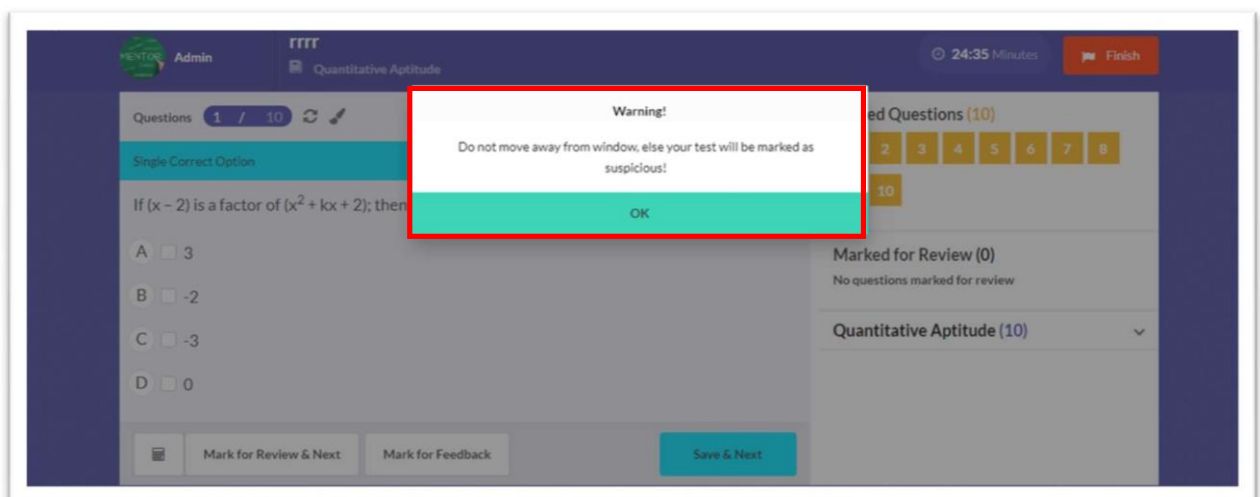 MENTOR
Admin
rrrr
Quantitative Aptitude
24:35 Minutes
Finish
Questions 1 / 10
Single Correct Option
If (x – 2) is a factor of (x² + kx + 2); then
A 3
B -2
C -3
D 0
Mark for Review & Next
Mark for Feedback
Save & Next
Warning!
Do not move away from window, else your test will be marked as
suspicious!
OK
ed Questions (10)
2 3 4 5 6 7 8
10
Marked for Review (0)
No questions marked for review
Quantitative Aptitude (10)